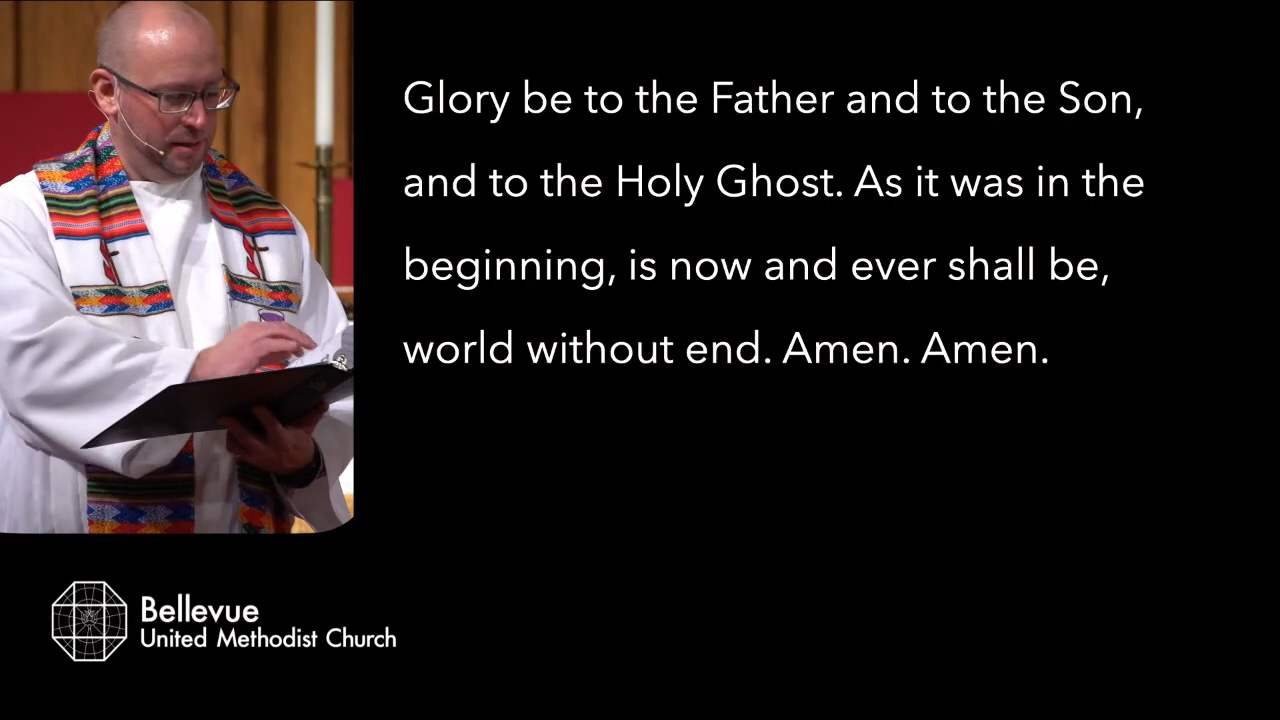 Glory be to the Father and to the Son,
and to the Holy Ghost. As it was in the
beginning, is now and ever shall be,
world without end. Amen. Amen.
Bellevue
United Methodist Church